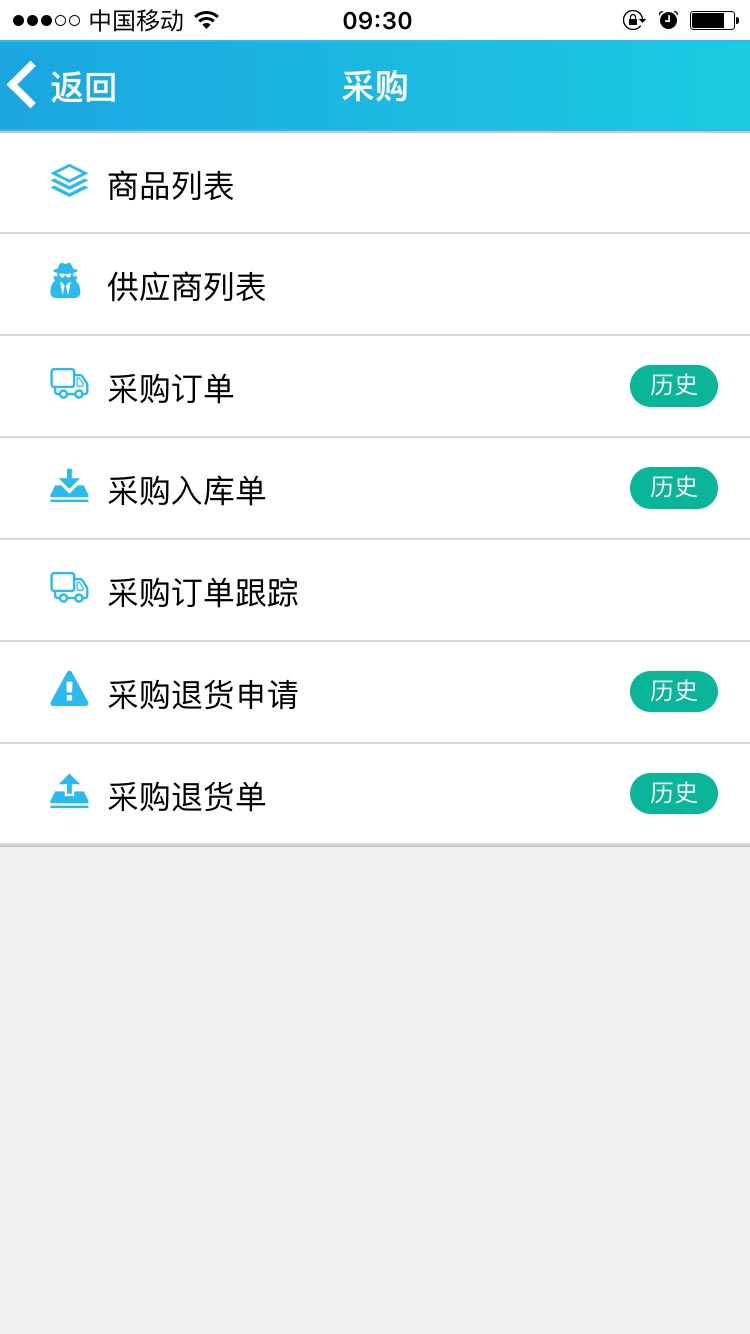 中国移动 09:30
返回 采购
商品列表
供应商列表
采购订单 历史
采购入库单 历史
采购订单跟踪
采购退货申请 历史
采购退货单 历史